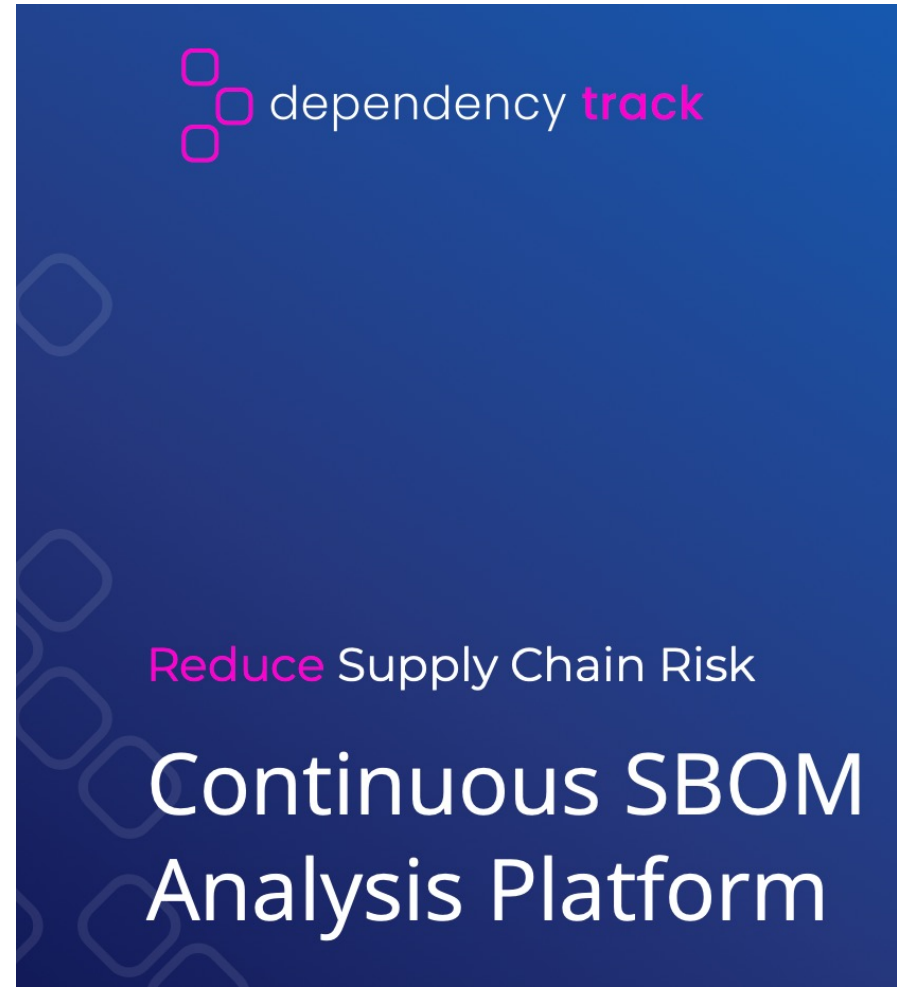 dependency track
Reduce Supply Chain Risk
Continuous SBOM
Analysis Platform